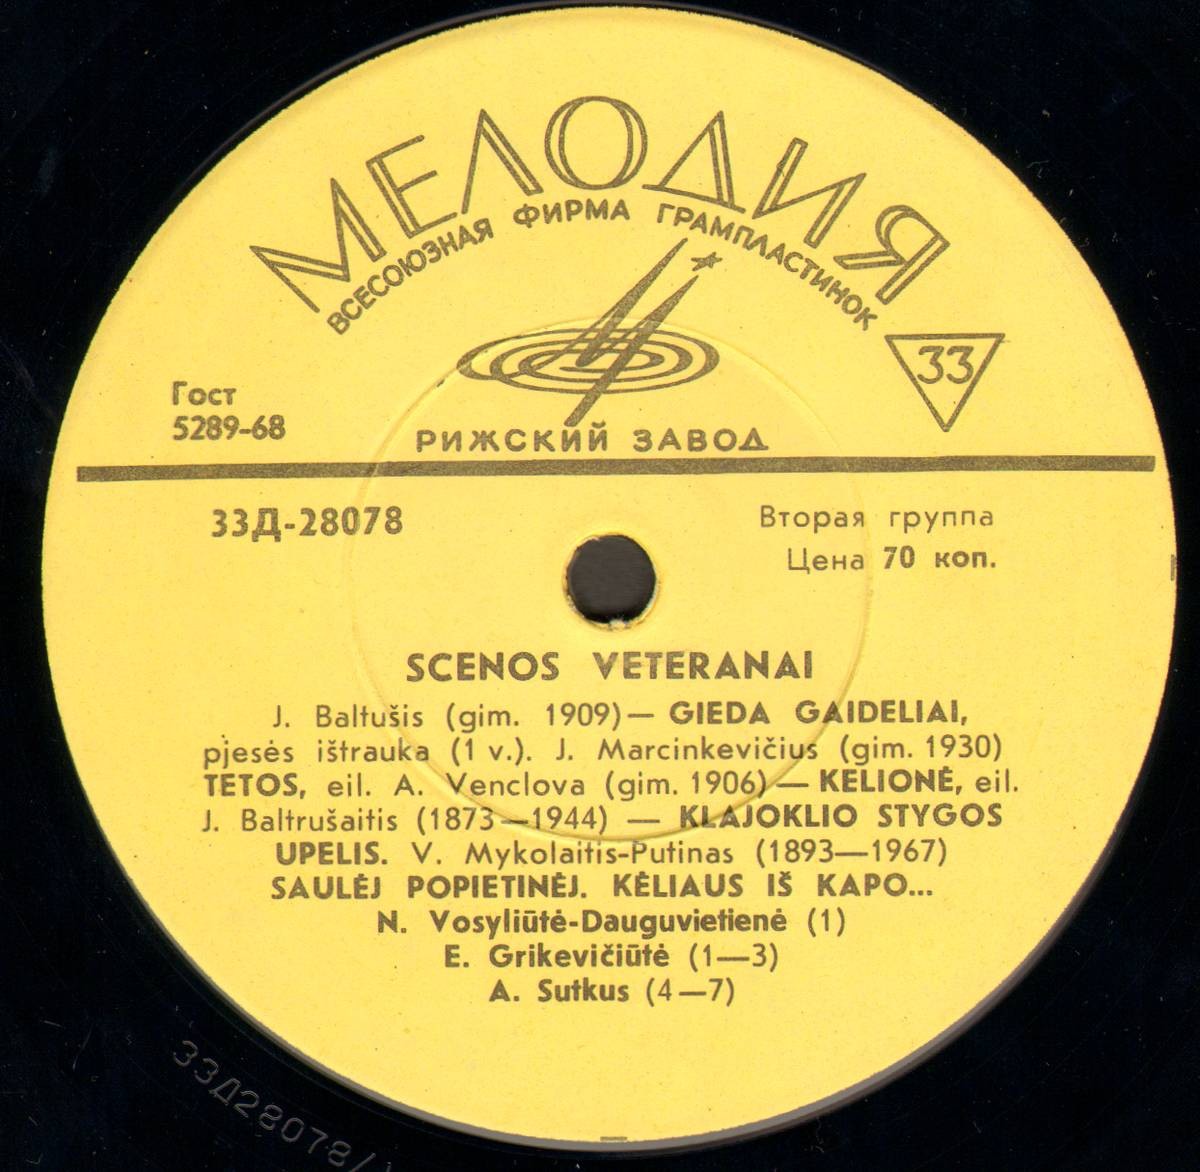 МЕЛОДИЯ
ВСЕСОЮЗНАЯ ФИРМА ГРАМПЛАСТИНОК
33
Гост
5289-68
РИЖСКИЙ ЗАВОД
33Д-28078
Вторая группа
Цена 70 коп.
SCENOS VETERANAI
J. Baltušis (gim. 1909) — GIEDA GAIDELIAI,
pjesės ištrauka (1 v.). J. Marcinkevičius (gim. 1930)
TETOS, eil. A. Venclova (gim. 1906) — KELIONĖ, eil.
J. Baltrušaitis (1873—1944) — KLAJOKLIO STYGOS
UPELIS. V. Mykolaitis-Putinas (1893—1967)
SAULĖJ POPIETINĖJ. KĖLIAUS IŠ KAPO...
N. Vosyliūtė-Dauguvietienė (1)
E. Grikevičiūtė (1—3)
A. Sutkus (4—7)
33Д28078/